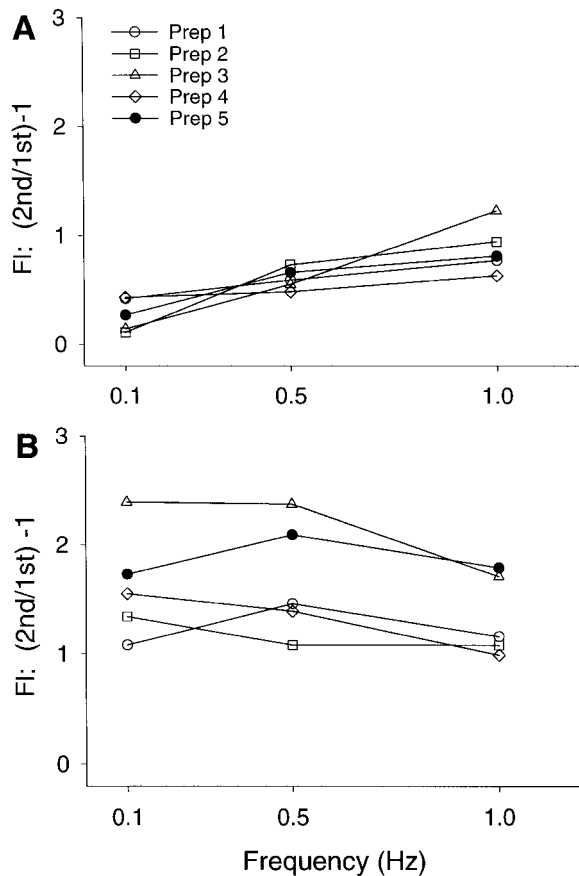 A
3
2
1
0
FI: (2nd/1st)-1
Prep 1
Prep 2
Prep 3
Prep 4
Prep 5
0.1 0.5 1.0
B
3
2
1
0
FI: (2nd/1st) -1
0.1 0.5 1.0
Frequency (Hz)